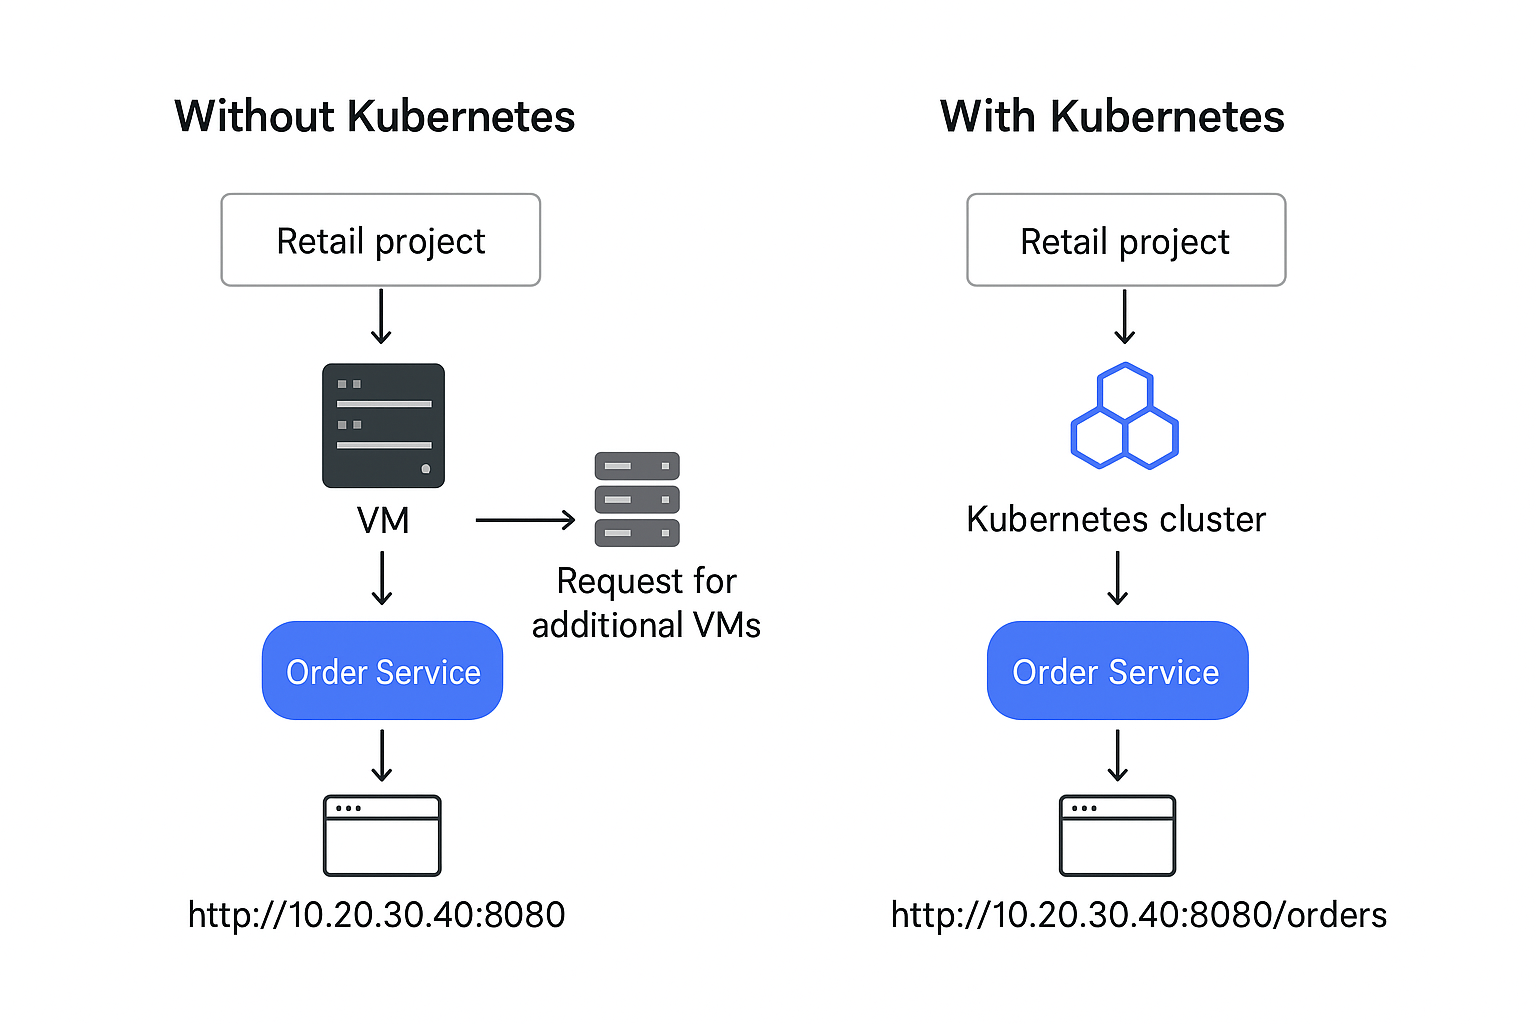 Without Kubernetes
Retail project
VM
Request for
additional VMs
Order Service
http://10.20.30.40:8080
With Kubernetes
Retail project
Kubernetes cluster
Order Service
http://10.20.30.40:8080/orders